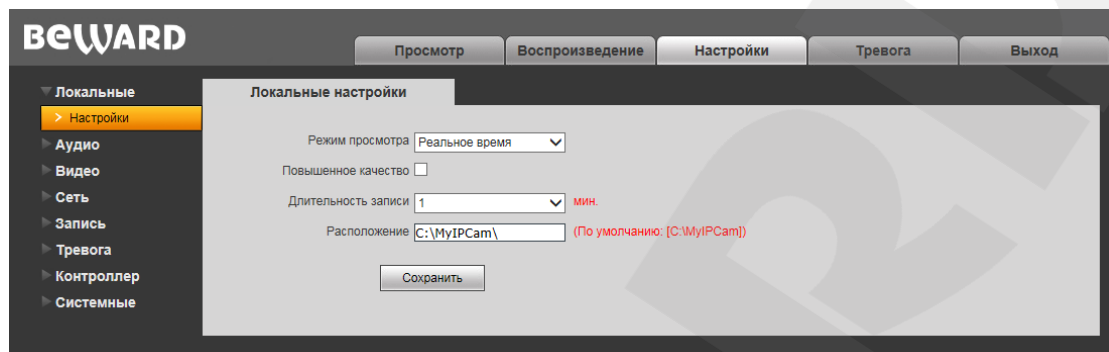 BEWARD
Просмотр Воспроизведение Настройки Тревога Выход
Локальные
> Настройки
Аудио
Видео
Сеть
Запись
Тревога
Контроллер
Системные
Локальные настройки
Режим просмотра Реальное время
Повышенное качество
Длительность записи 1 мин.
Расположение C:\MyIPCam\ (По умолчанию: [C:\MyIPCam])
Сохранить